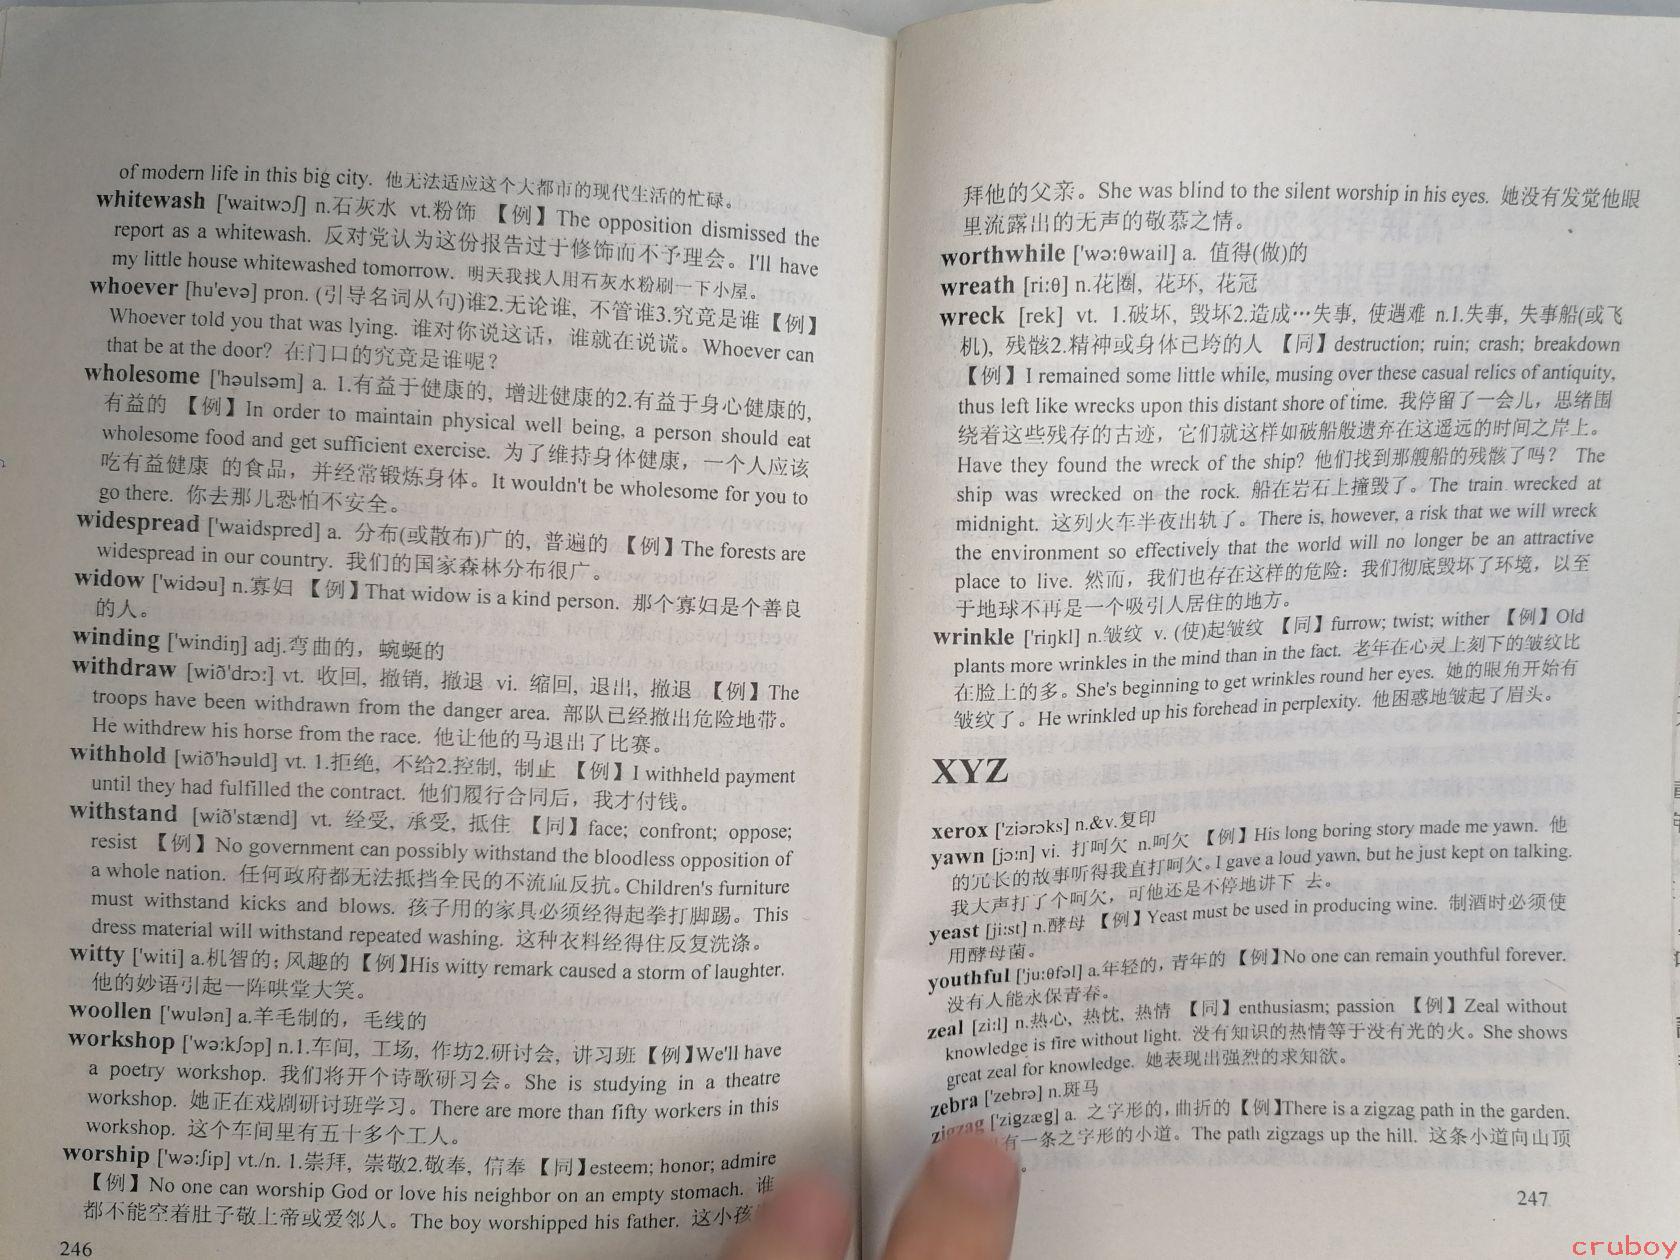 of modern life in this big city. 他无法适应这个大都市的现代生活的忙碌。
whitewash ['waitwɔʃ] n.石灰水 vt.粉饰 【例】The opposition dismissed the
report as a whitewash. 反对党认为这份报告过于修饰而不予理会。I'll have
my little house whitewashed tomorrow. 明天我找人用石灰水粉刷一下小屋。
whoever [hu'evə] pron. (引导名词从句)谁2.无论谁, 不管谁3.究竟是谁【例】
Whoever told you that was lying. 谁对你说这话，谁就在说谎。Whoever can
that be at the door? 在门口的究竟是谁呢？
wholesome ['həulsəm] a. 1.有益于健康的, 增进健康的2.有益于身心健康的,
有益的 【例】In order to maintain physical well being, a person should eat
wholesome food and get sufficient exercise. 为了维持身体健康，一个人应该
吃有益健康 的食品，并经常锻炼身体。It wouldn't be wholesome for you to
go there. 你去那儿恐怕不安全。
widespread ['waidspred] a. 分布(或散布)广的, 普遍的 【例】The forests are
widespread in our country. 我们的国家森林分布很广。
widow ['widəu] n.寡妇 【例】That widow is a kind person. 那个寡妇是个善良
的人。
winding ['windiŋ] adj.弯曲的，蜿蜒的
withdraw [wið'drɔ:] vt. 收回, 撤销, 撤退 vi. 缩回, 退出, 撤退 【例】The
troops have been withdrawn from the danger area. 部队已经撤出危险地带。
He withdrew his horse from the race. 他让他的马退出了比赛。
withhold [wið'həuld] vt. 1.拒绝, 不给2.控制, 制止 【例】I withheld payment
until they had fulfilled the contract. 他们履行合同后，我才付钱。
withstand [wið'stænd] vt. 经受, 承受, 抵住 【同】face; confront; oppose;
resist 【例】No government can possibly withstand the bloodless opposition of
a whole nation. 任何政府都无法抵挡全民的不流血反抗。Children's furniture
must withstand kicks and blows. 孩子用的家具必须经得起拳打脚踢。This
dress material will withstand repeated washing. 这种衣料经得住反复洗涤。
witty ['witi] a.机智的; 风趣的【例】His witty remark caused a storm of laughter.
他的妙语引起一阵哄堂大笑。
woollen ['wulən] a.羊毛制的，毛线的
workshop ['wə:kʃɔp] n.1.车间, 工场, 作坊2.研讨会, 讲习班【例】We'll have
a poetry workshop. 我们将开个诗歌研习会。She is studying in a theatre
workshop. 她正在戏剧研讨班学习。There are more than fifty workers in this
workshop. 这个车间里有五十多个工人。
worship ['wə:ʃip] vt./n. 1.崇拜, 崇敬2.敬奉, 信奉 【同】esteem; honor; admire
【例】No one can worship God or love his neighbor on an empty stomach. 谁
都不能空着肚子敬上帝或爱邻人。The boy worshipped his father. 这小孩
246
拜他的父亲。She was blind to the silent worship in his eyes. 她没有发觉他眼
里流露出的无声的敬慕之情。
worthwhile ['wə:θwail] a. 值得(做)的
wreath [ri:θ] n.花圈, 花环, 花冠
wreck [rek] vt. 1.破坏, 毁坏2.造成…失事, 使遇难 n.1.失事, 失事船(或飞
机), 残骸2.精神或身体已垮的人 【同】destruction; ruin; crash; breakdown
【例】I remained some little while, musing over these casual relics of antiquity,
thus left like wrecks upon this distant shore of time. 我停留了一会儿，思绪围
绕着这些残存的古迹，它们就这样如破船般遗弃在这遥远的时间之岸上。
Have they found the wreck of the ship? 他们找到那艘船的残骸了吗？ The
ship was wrecked on the rock. 船在岩石上撞毁了。The train wrecked at
midnight. 这列火车半夜出轨了。There is, however, a risk that we will wreck
the environment so effectively that the world will no longer be an attractive
place to live. 然而，我们也存在这样的危险：我们彻底毁坏了环境，以至
于地球不再是一个吸引人居住的地方。
wrinkle ['riŋkl] n.皱纹 v. (使)起皱纹 【同】furrow; twist; wither 【例】Old
plants more wrinkles in the mind than in the fact. 老年在心灵上刻下的皱纹比
在脸上的多。She's beginning to get wrinkles round her eyes. 她的眼角开始有
皱纹了。He wrinkled up his forehead in perplexity. 他困惑地皱起了眉头。
XYZ
xerox ['ziərɔks] n.&v.复印
yawn [jɔ:n] vi. 打呵欠 n.呵欠 【例】His long boring story made me yawn. 他
的冗长的故事听得我直打呵欠。I gave a loud yawn, but he just kept on talking.
我大声打了个呵欠，可他还是不停地讲下 去。
yeast [ji:st] n.酵母 【例】Yeast must be used in producing wine. 制酒时必须使
用酵母菌。
youthful ['ju:θfəl] a.年轻的, 青年的【例】No one can remain youthful forever.
没有人能永保青春。
zeal [zi:l] n.热心, 热忱, 热情 【同】enthusiasm; passion 【例】Zeal without
knowledge is fire without light. 没有知识的热情等于没有光的火。She shows
great zeal for knowledge. 她表现出强烈的求知欲。
zebra ['zebrə] n.斑马
zigzag ['zigzæg] a. 之字形的, 曲折的【例】There is a zigzag path in the garden.
有一条之字形的小道。The path zigzags up the hill. 这条小道向山顶
247
cruboy